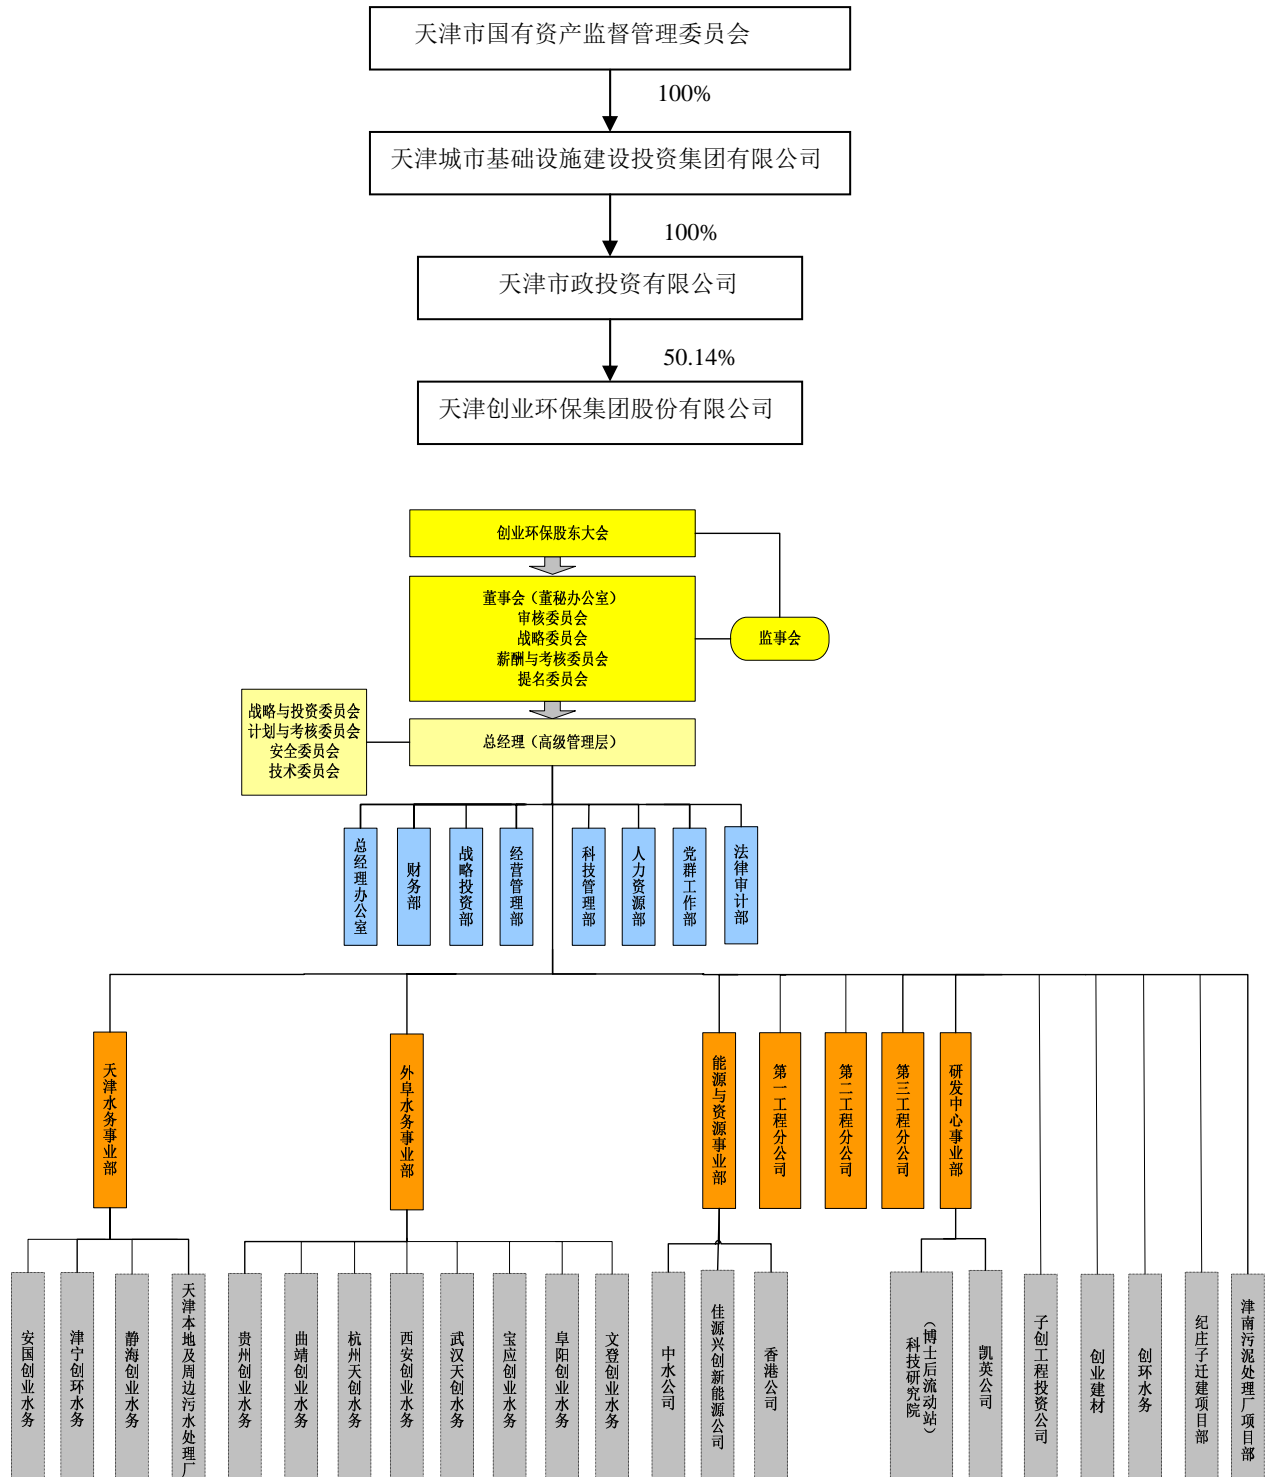 天津市国有资产监督管理委员会
100%
天津城市基础设施建设投资集团有限公司
100%
天津市政投资有限公司
50.14%
天津创业环保集团股份有限公司
创业环保股东大会
董事会（董秘办公室）
审核委员会
战略委员会
薪酬与考核委员会
提名委员会
监事会
战略与投资委员会
计划与考核委员会
安全委员会
技术委员会
总经理（高级管理层）
总经理办公室
财务部
战略投资部
经营管理部
科技管理部
人力资源部
党群工作部
法律审计部
天津水务事业部
外阜水务事业部
能源与资源事业部
第一工程分公司
第二工程分公司
第三工程分公司
研发中心事业部
安国创业水务
津宁创环水务
静海创业水务
天津本地及周边污水处理厂
贵州创业水务
曲靖创业水务
杭州天创水务
西安创业水务
武汉天创水务
宝应创业水务
阜阳创业水务
文登创业水务
中水公司
佳源兴创新能源公司
香港公司
（博士后流动站）
科技研究院
凯英公司
子创工程投资公司
创业建材
创环水务
纪庄子迁建项目部
津南污泥处理厂项目部